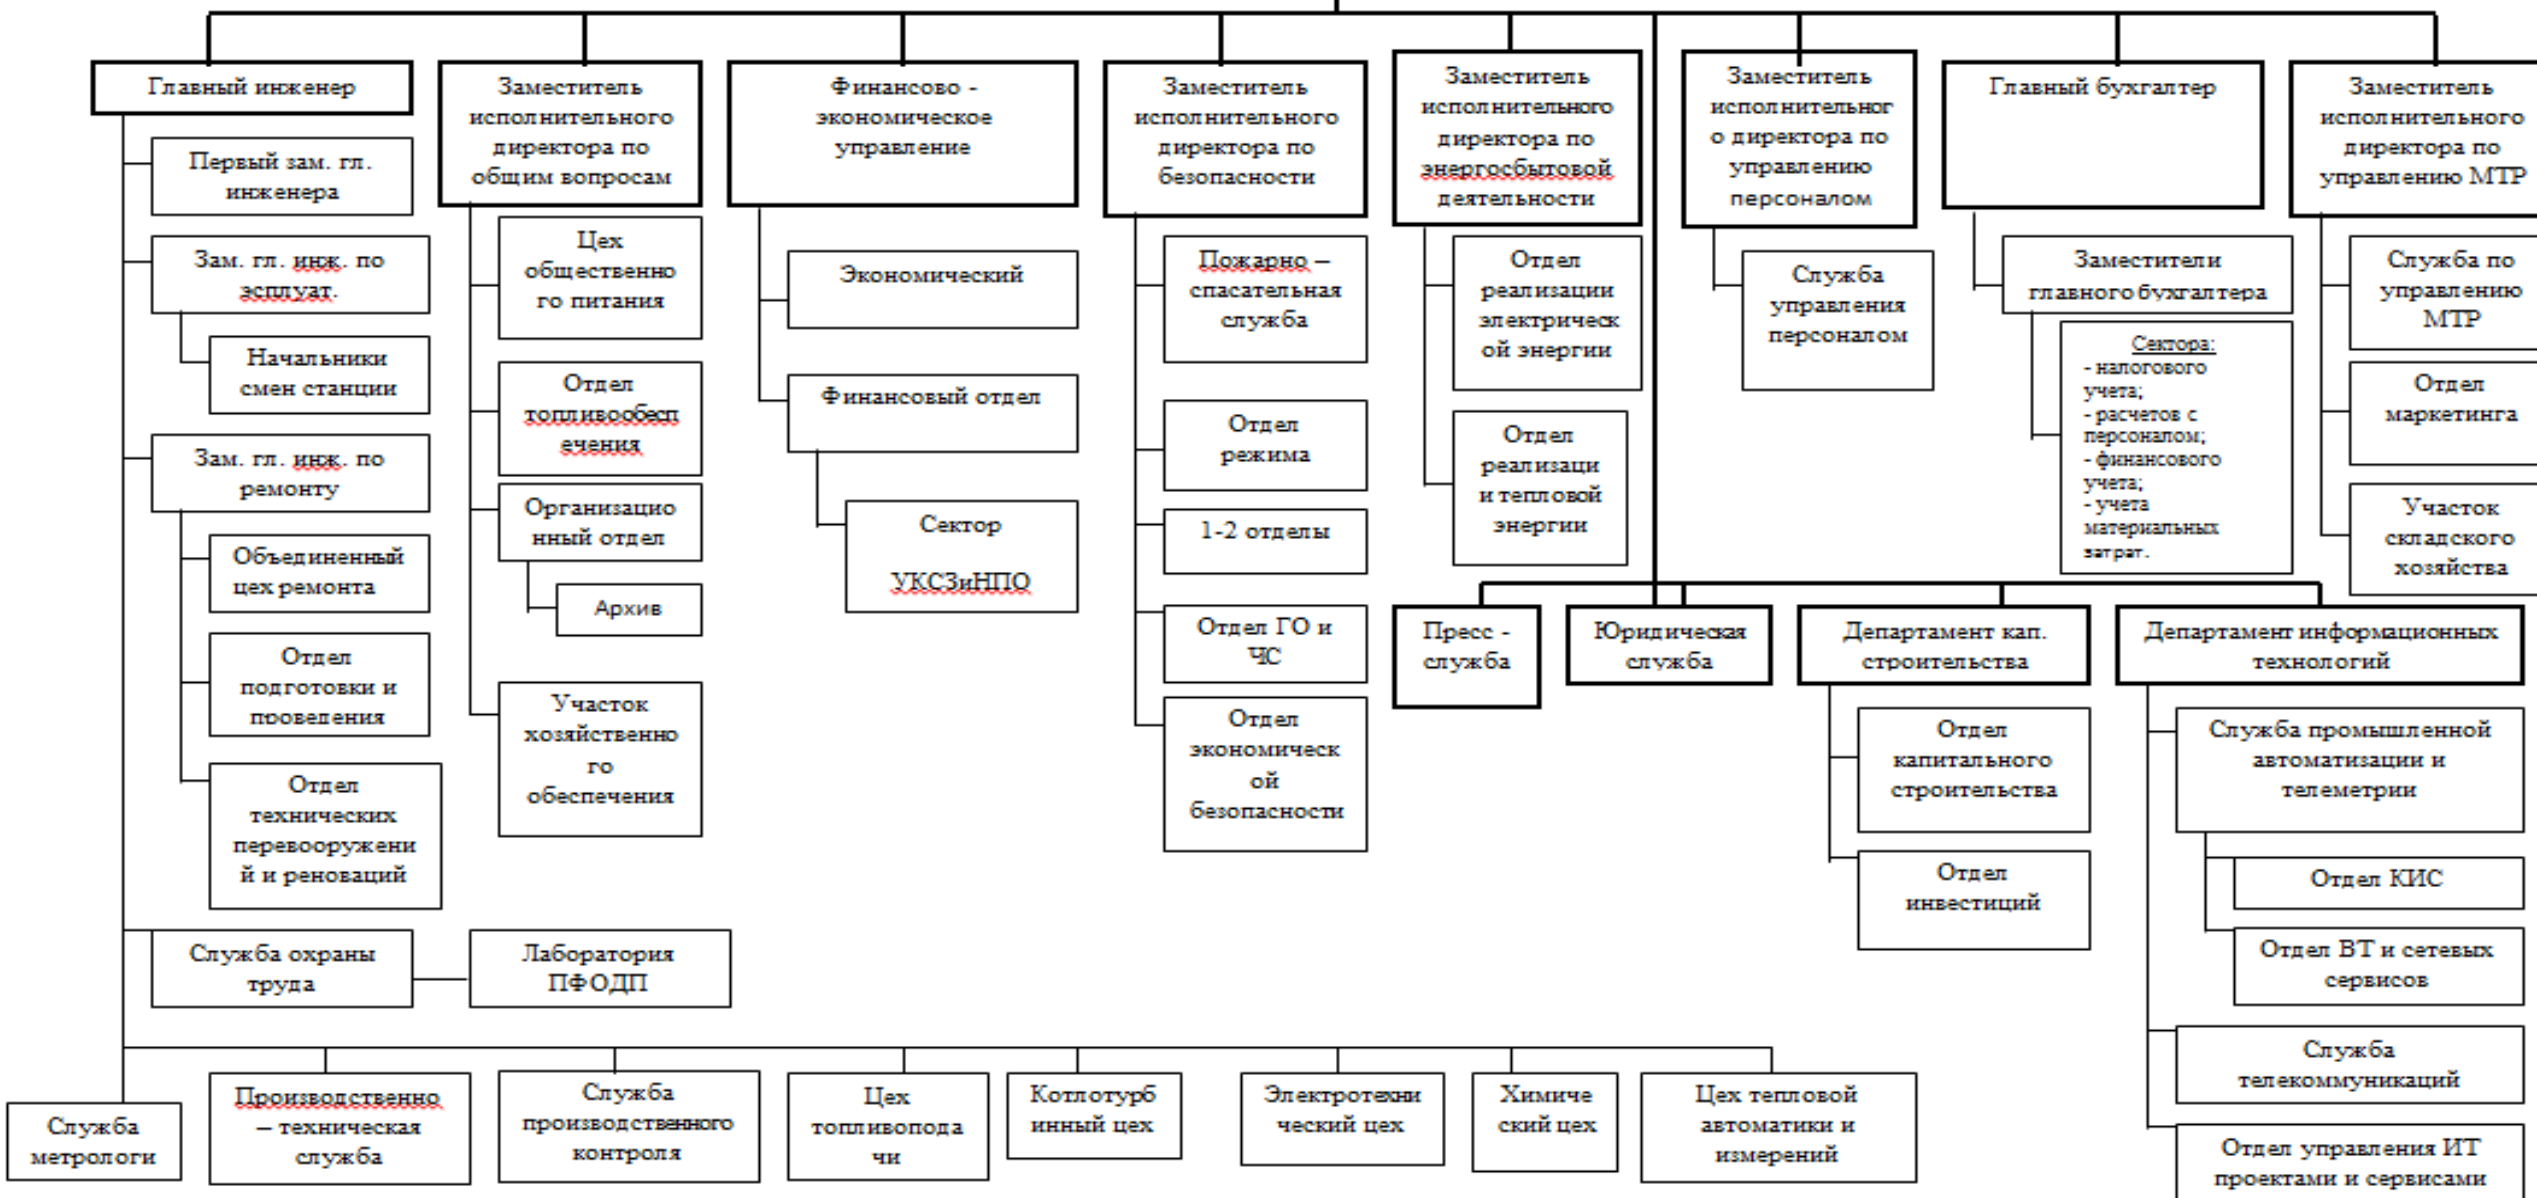 Главный инженер
Первый зам. гл.
инженера
Зам. гл. инж. по
эсплуат.
Начальники
смен станции
Зам. гл. инж. по
ремонту
Объединенный
цех ремонта
Отдел
подготовки и
проведения
Отдел
технических
перевооружени
й и реноваций
Служба охраны
труда
Лаборатория
ПФОДП
Заместитель
исполнительного
директора по
общим вопросам
Цех
общественно
го питания
Отдел
топливообесп
ечения
Организацио
нный отдел
Архив
Участок
хозяйственно
го
обеспечения
Финансово -
экономическое
управление
Экономический
Финансовый отдел
Сектор
УКСЗиНПО
Заместитель
исполнительного
директора по
безопасности
Пожарно –
спасательная
служба
Отдел
режима
1-2 отделы
Отдел ГО и
ЧС
Отдел
экономическ
ой
безопасности
Заместитель
исполнительного
директора по
энергосбытовой
деятельности
Отдел
реализации
электрическ
ой энергии
Отдел
реализаци
и тепловой
энергии
Заместитель
исполнительног
о директора по
управлению
персоналом
Служба
управления
персоналом
Главный бухгалтер
Заместители
главного бухгалтера
Сектора:
- налогового
учета;
- расчетов с
персоналом;
- финансового
учета;
- учета
материальных
затрат.
Заместитель
исполнительного
директора по
управлению МТР
Служба по
управлению
МТР
Отдел
маркетинга
Участок
складского
хозяйства
Пресс -
служба
Юридическая
служба
Департамент кап.
строительства
Отдел
капитального
строительства
Отдел
инвестиций
Департамент информационных
технологий
Служба промышленной
автоматизации и
телеметрии
Отдел КИС
Отдел ВТ и сетевых
сервисов
Служба
телекоммуникаций
Отдел управления ИТ
проектами и сервисами
Служба
метрологи
Производственно
– техническая
служба
Служба
производственного
контроля
Цех
топливопода
чи
Котлотурб
инный цех
Электротехни
ческий цех
Химиче
ский цех
Цех тепловой
автоматики и
измерений